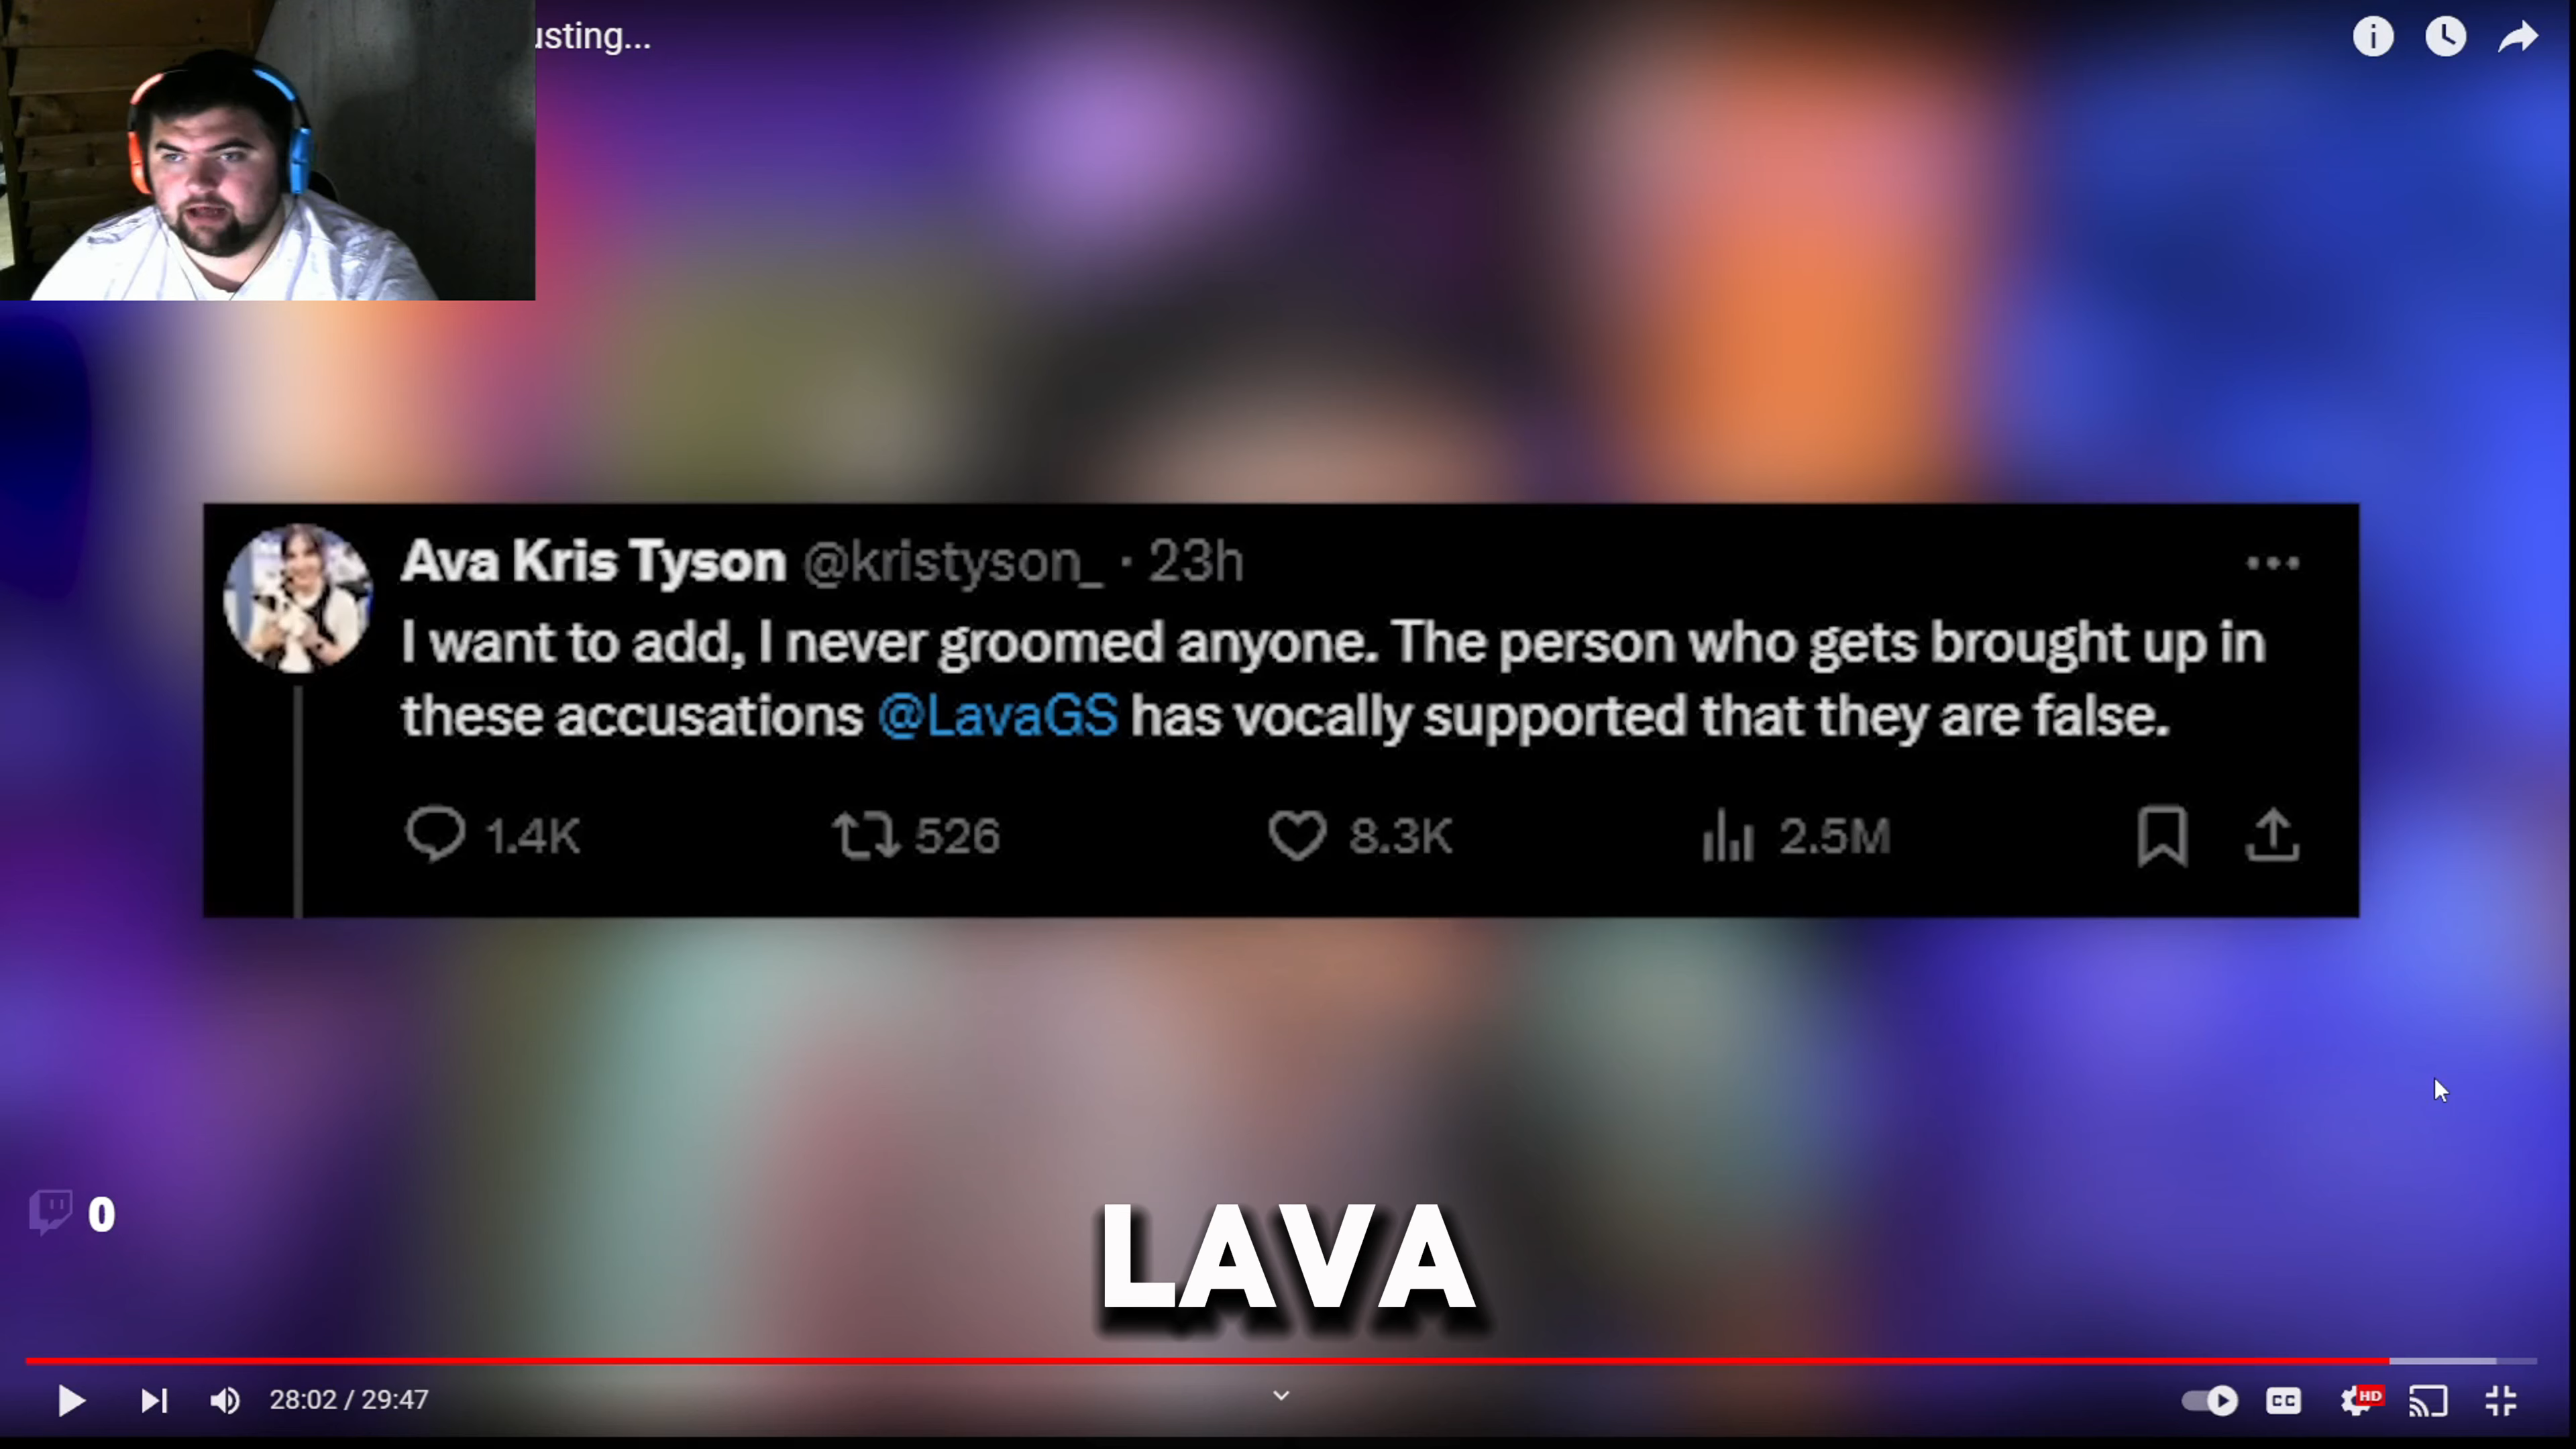 usting...
Ava Kris Tyson @kristyson_ · 23h
I want to add, I never groomed anyone. The person who gets brought up in
these accusations @LavaGS has vocally supported that they are false.
1.4K 526 8.3K 2.5M
0
LAVA
28:02 / 29:47 CC HD